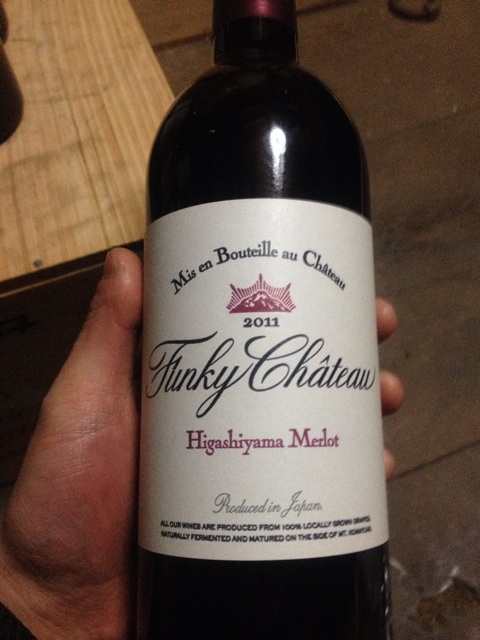 Mis en Bouteille au Château
2011
Funky Château
Higashiyama Merlot
Produced in Japan.
ALL OUR WINES ARE PRODUCED FROM 100% LOCALLY GROWN GRAPES.
NATURALLY FERMENTED AND MATURED ON THE SIDE OF MT.